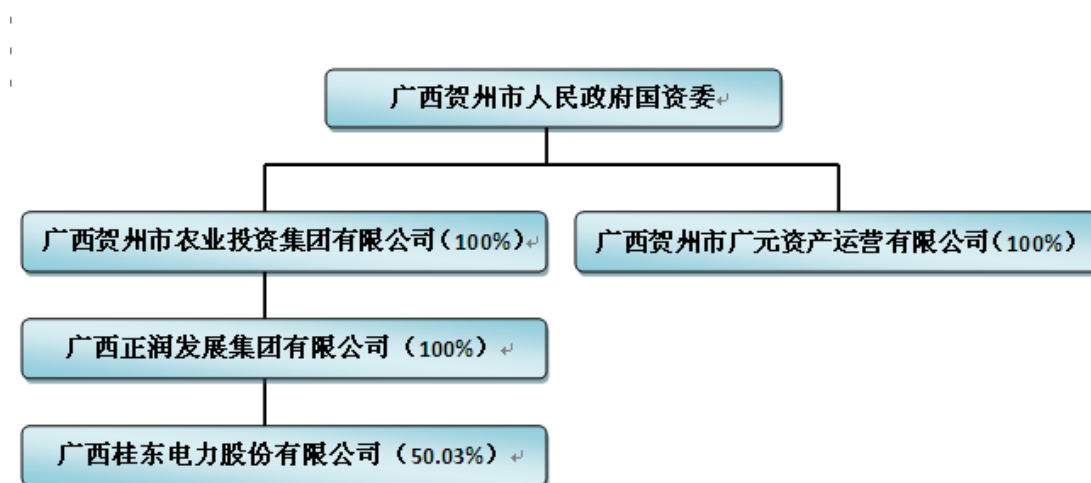 广西贺州市人民政府国资委
广西贺州市农业投资集团有限公司(100%)
广西贺州市广元资产运营有限公司(100%)
广西正润发展集团有限公司（100%）
广西桂东电力股份有限公司（50.03%）